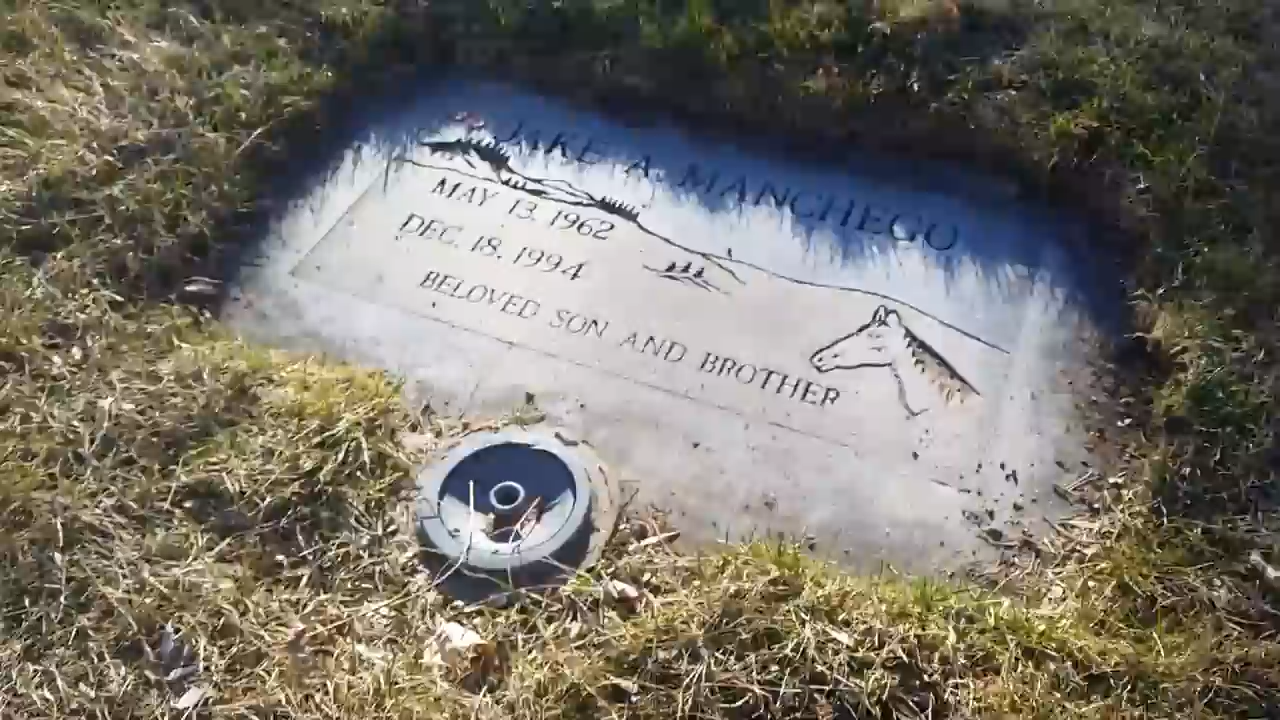 JAKE A. MANCHEGO
MAY 13, 1962
DEC. 18, 1994
BELOVED SON AND BROTHER